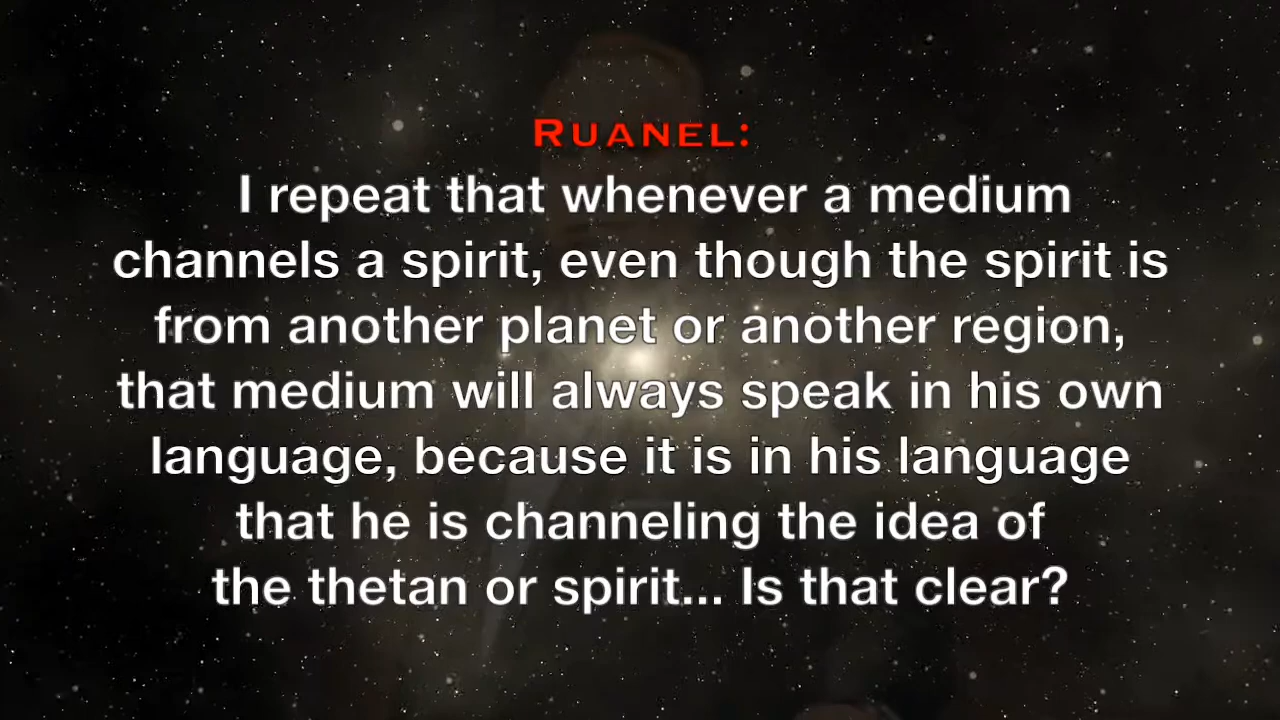 RUANEL:
I repeat that whenever a medium
channels a spirit, even though the spirit is
from another planet or another region,
that medium will always speak in his own
language, because it is in his language
that he is channeling the idea of
the thetan or spirit... Is that clear?